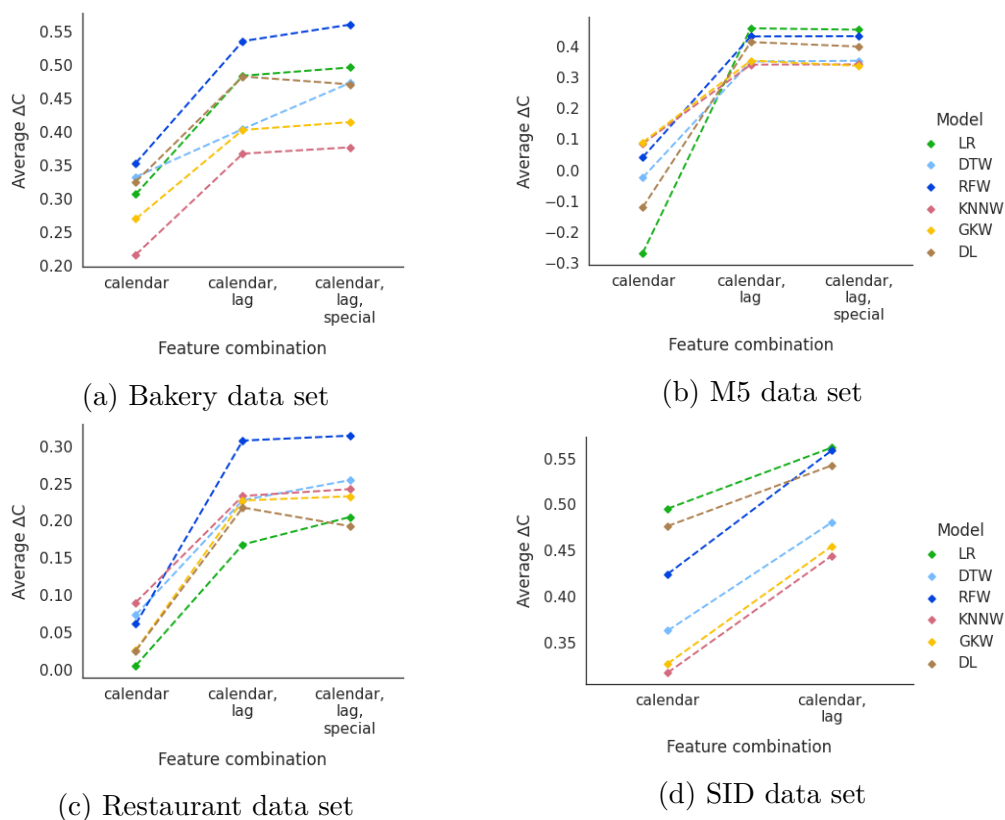 Average ΔC
0.55
0.50
0.45
0.40
0.35
0.30
0.25
0.20
calendar
calendar,
lag
calendar,
lag,
special
Feature combination
(a) Bakery data set
Average ΔC
0.4
0.3
0.2
0.1
0.0
−0.1
−0.2
−0.3
calendar
calendar,
lag
calendar,
lag,
special
Feature combination
Model
LR
DTW
RFW
KNNW
GKW
DL
(b) M5 data set
Average ΔC
0.30
0.25
0.20
0.15
0.10
0.05
0.00
calendar
calendar,
lag
calendar,
lag,
special
Feature combination
(c) Restaurant data set
Average ΔC
0.55
0.50
0.45
0.40
0.35
calendar
calendar,
lag
Feature combination
Model
LR
DTW
RFW
KNNW
GKW
DL
(d) SID data set